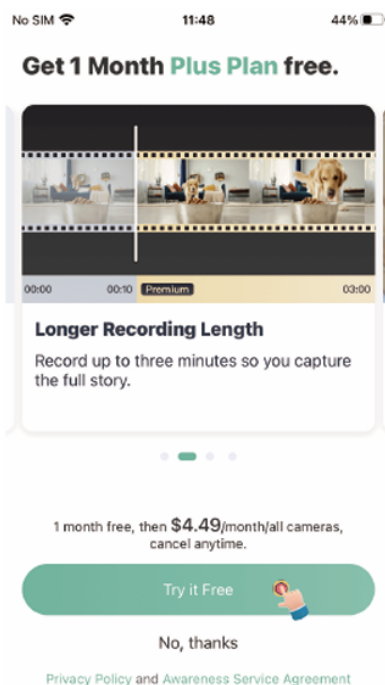 No SIM 11:48 44%
Get 1 Month Plus Plan free.
00:00 00:10 Premium 03:00
Longer Recording Length
Record up to three minutes so you capture
the full story.
1 month free, then $4.49/month/all cameras,
cancel anytime.
Try it Free
No, thanks
Privacy Policy and Awareness Service Agreement